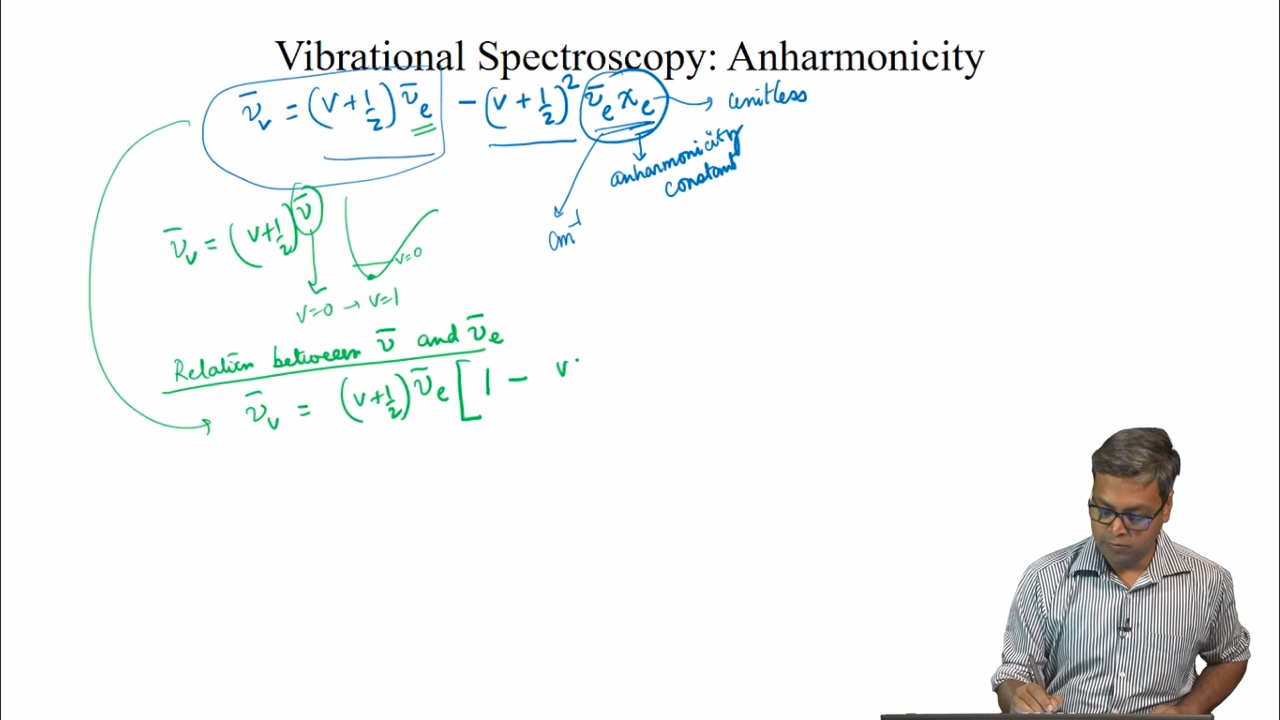 Vibrational Spectroscopy: Anharmonicity
ν̄ᵥ = (v+1/2) ν̄ₑ - (v+1/2)² ν̄ₑ xₑ → unitless
anharmonicity
constant
cm⁻¹
ν̄ᵥ = (v+1/2) ν̄
v=0
v=0 → v=1
Relation between ν̄ and ν̄ₑ
ν̄ᵥ = (v+1/2) ν̄ₑ [ 1 - v